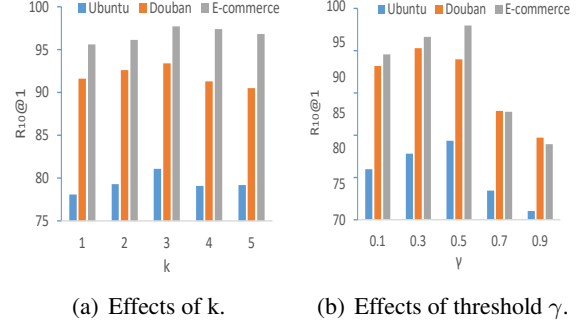 Ubuntu Douban E-commerce
100
95
90
85
80
75
R10@1
1 2 3 4 5
k
(a) Effects of k.
Ubuntu Douban E-commerce
100
95
90
85
80
75
70
R10@1
0.1 0.3 0.5 0.7 0.9
γ
(b) Effects of threshold γ.